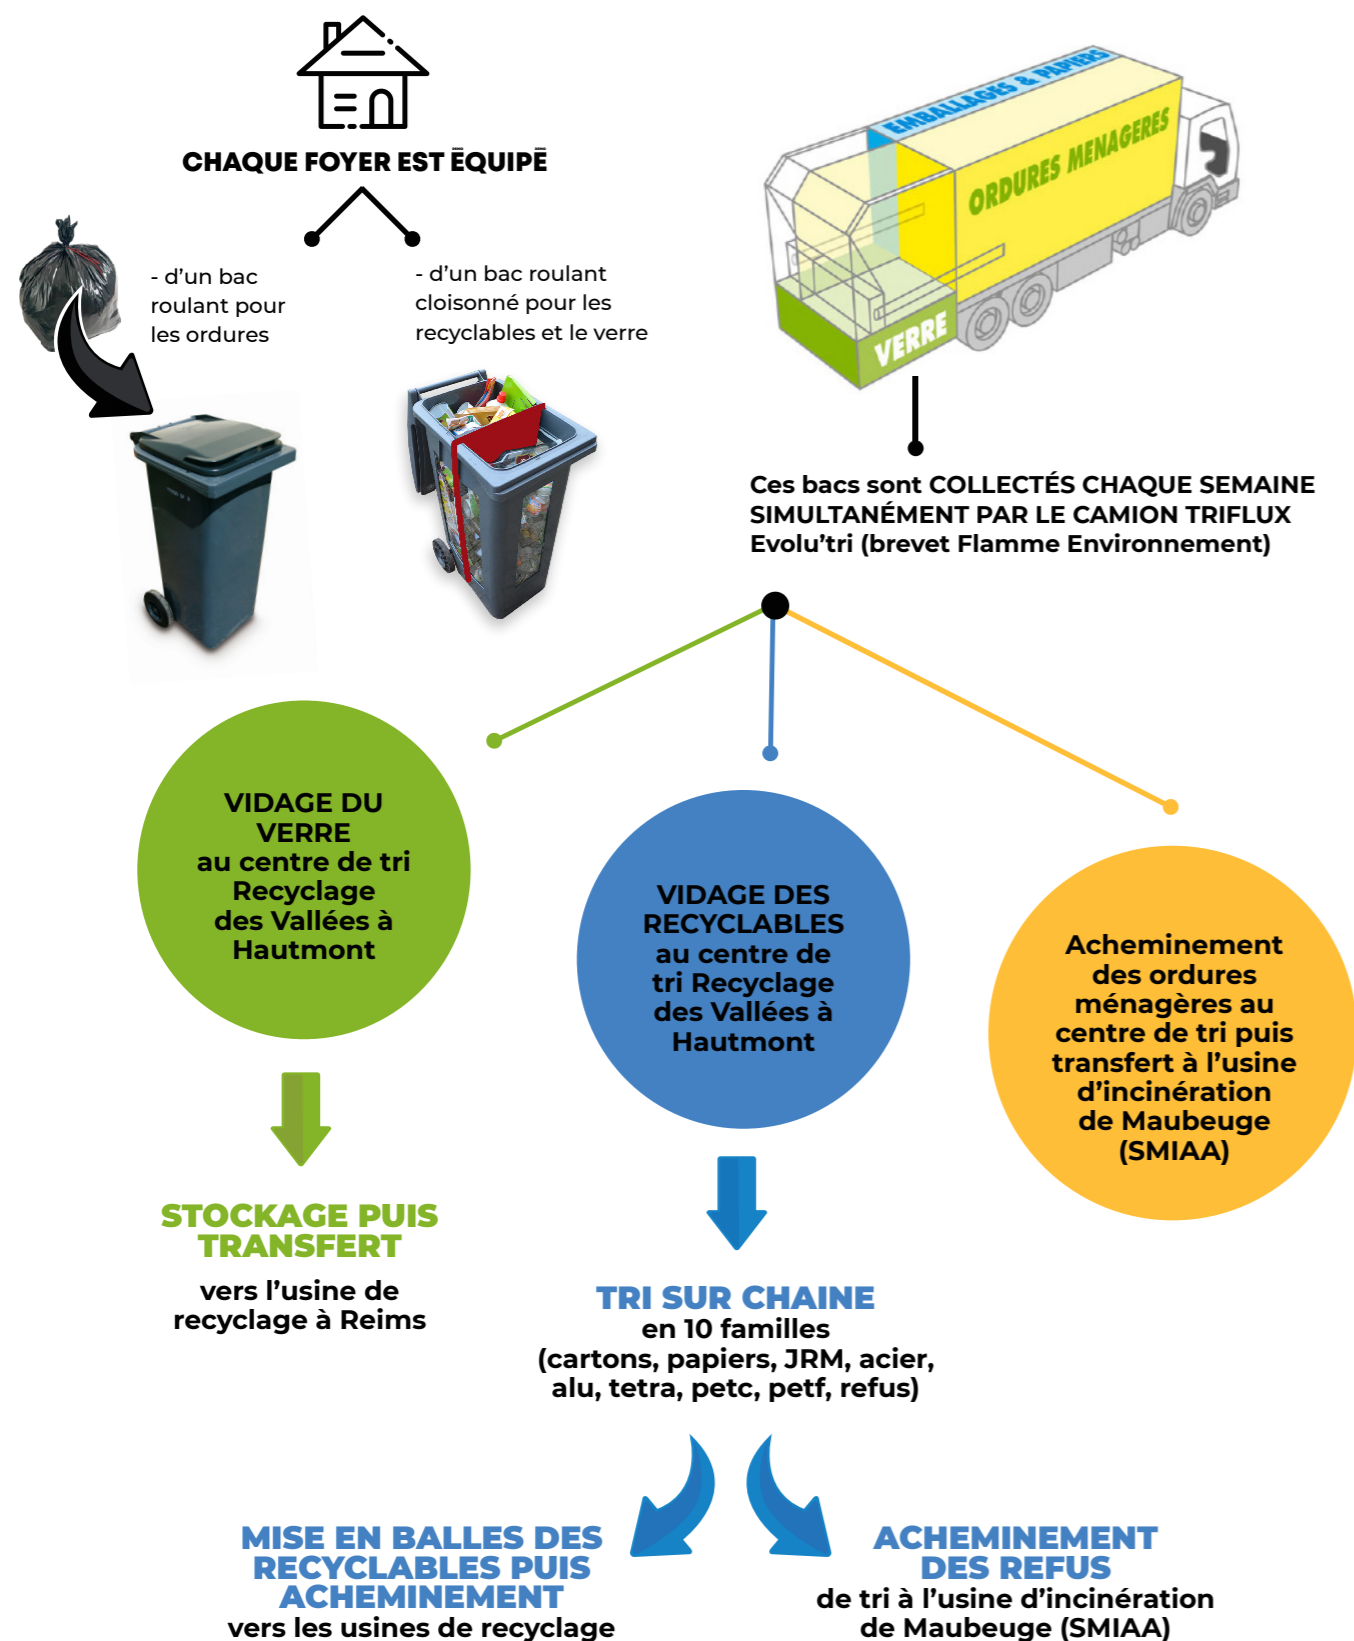 CHAQUE FOYER EST ÉQUIPÉ
- d'un bac
roulant pour
les ordures
- d'un bac roulant
cloisonné pour les
recyclables et le verre
EMBALLAGES & PAPIERS
ORDURES MENAGERES
VERRE
Ces bacs sont COLLECTÉS CHAQUE SEMAINE
SIMULTANÉMENT PAR LE CAMION TRIFLUX
Evolu'tri (brevet Flamme Environnement)
VIDAGE DU
VERRE
au centre de tri
Recyclage
des Vallées à
Hautmont
VIDAGE DES
RECYCLABLES
au centre de
tri Recyclage
des Vallées à
Hautmont
Acheminement
des ordures
ménagères au
centre de tri puis
transfert à l'usine
d'incinération
de Maubeuge
(SMIAA)
STOCKAGE PUIS
TRANSFERT
vers l'usine de
recyclage à Reims
TRI SUR CHAINE
en 10 familles
(cartons, papiers, JRM, acier,
alu, tetra, petc, petf, refus)
MISE EN BALLES DES
RECYCLABLES PUIS
ACHEMINEMENT
vers les usines de recyclage
ACHEMINEMENT
DES REFUS
de tri à l'usine d'incinération
de Maubeuge (SMIAA)